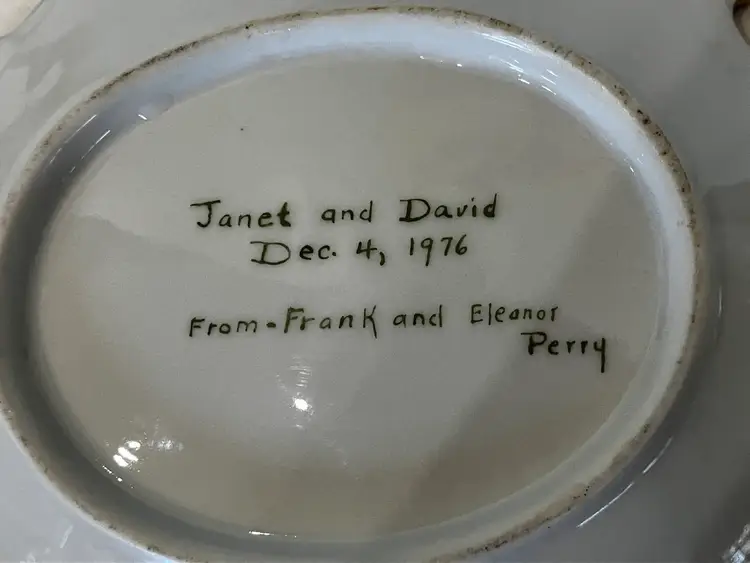 Janet and David
Dec. 4, 1976
From-Frank and Eleanor
Perry